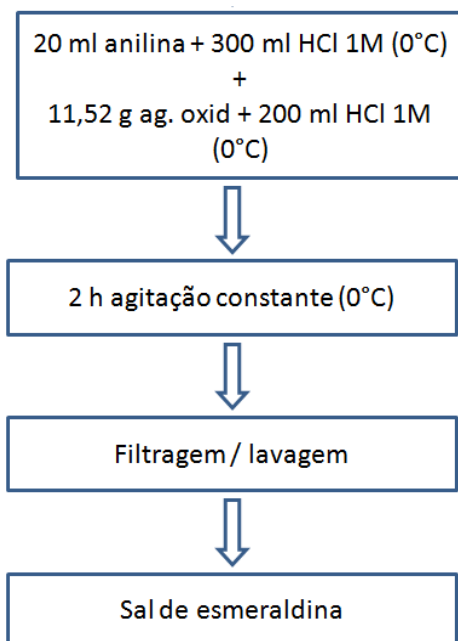 20 ml anilina + 300 ml HCl 1M (0°C)
+
11,52 g ag. oxid + 200 ml HCl 1M
(0°C)
2 h agitação constante (0°C)
Filtragem / lavagem
Sal de esmeraldina